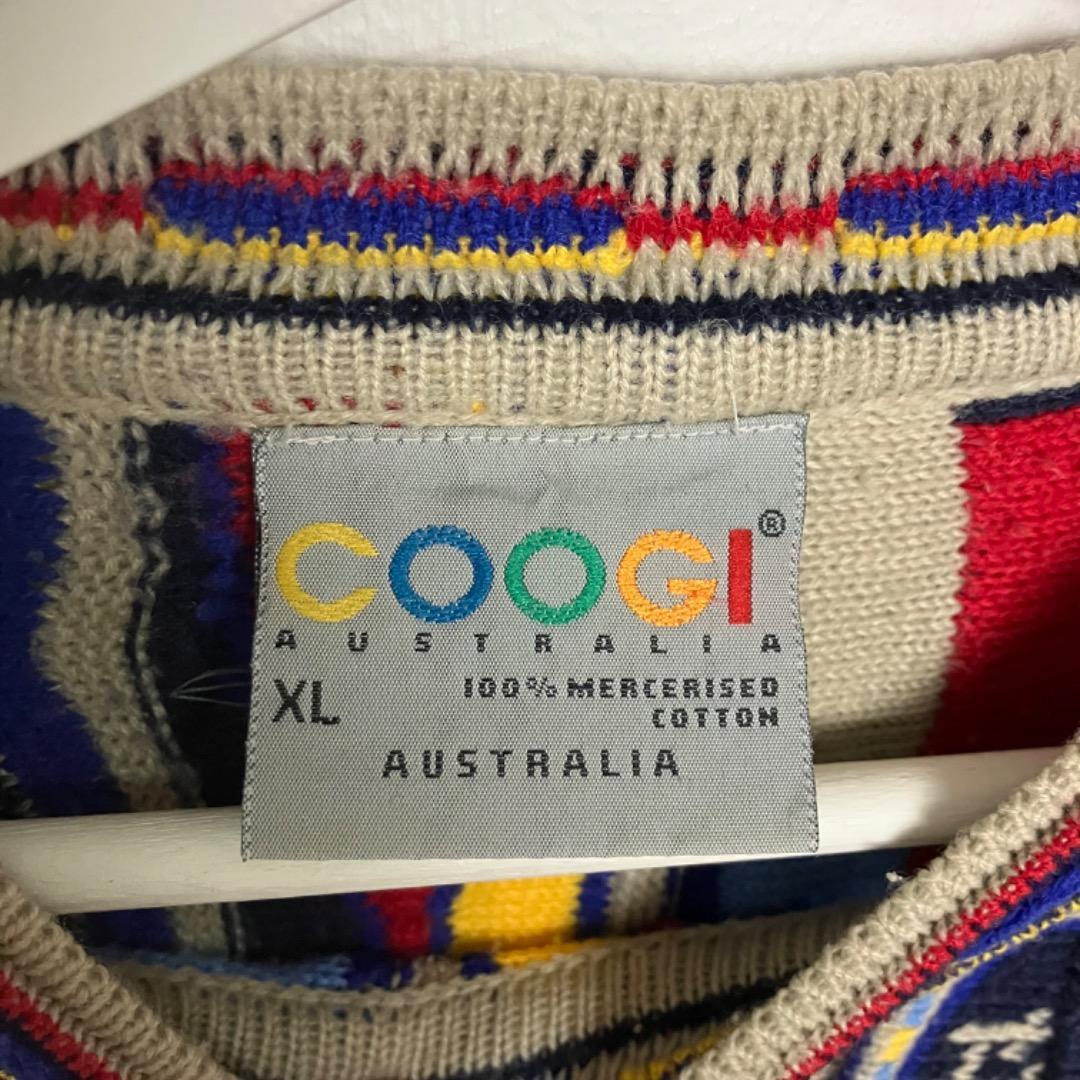 COOGI®
AUSTRALIA
XL
100% MERCERISED
COTTON
AUSTRALIA